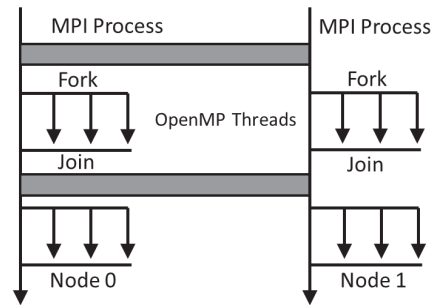 MPI Process MPI Process
Fork Fork
OpenMP Threads
Join Join
Node 0 Node 1